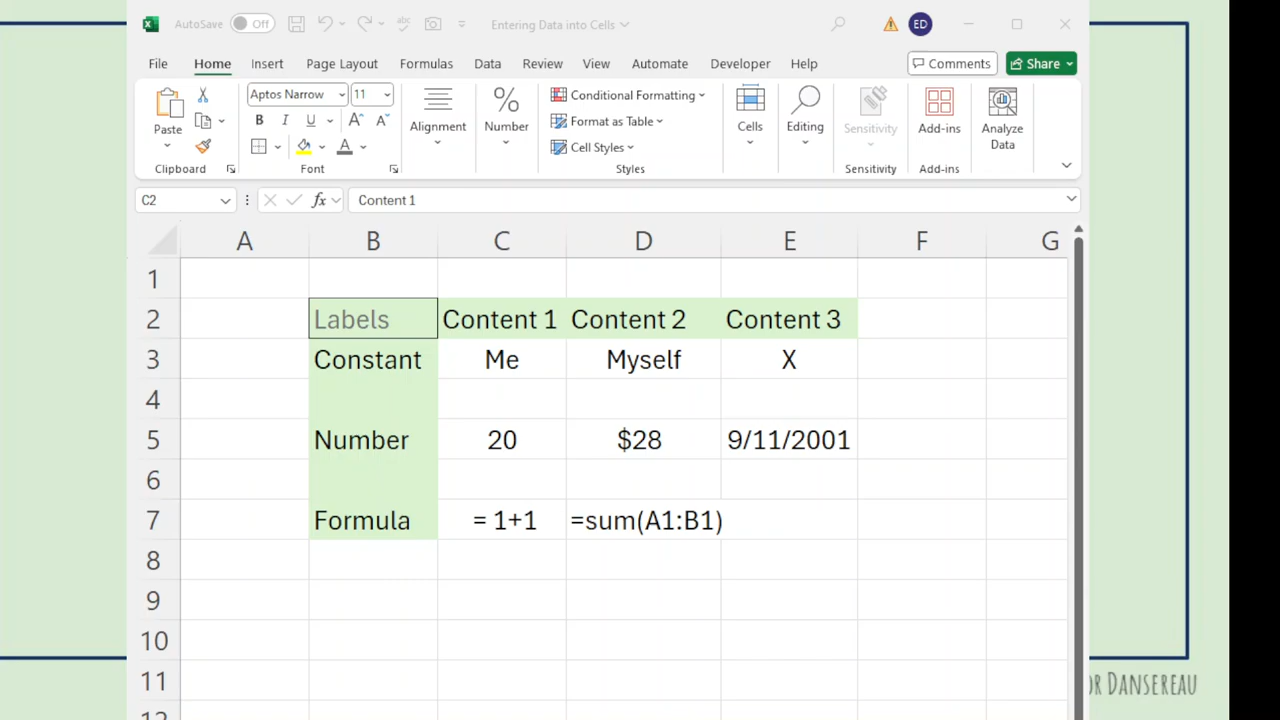 AutoSave Off Entering Data into Cells ED
File Home Insert Page Layout Formulas Data Review View Automate Developer Help Comments Share
Aptos Narrow 11 Conditional Formatting
Paste B I U A A Alignment Number Format as Table Cells Editing Sensitivity Add-ins Analyze Data
A Cell Styles
Clipboard Font Styles Sensitivity Add-ins
C2 fx Content 1
A B C D E F G
1
2 Labels Content 1 Content 2 Content 3
3 Constant Me Myself X
4
5 Number 20 $28 9/11/2001
6
7 Formula = 1+1 =sum(A1:B1)
8
9
10
11
12
or Dansereau